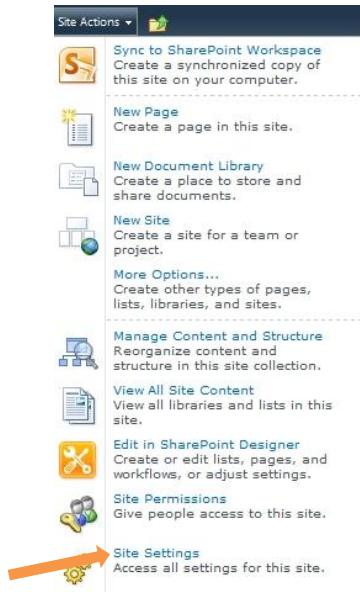 Site Actions
Sync to SharePoint Workspace
Create a synchronized copy of
this site on your computer.
New Page
Create a page in this site.
New Document Library
Create a place to store and
share documents.
New Site
Create a site for a team or
project.
More Options...
Create other types of pages,
lists, libraries, and sites.
Manage Content and Structure
Reorganize content and
structure in this site collection.
View All Site Content
View all libraries and lists in this
site.
Edit in SharePoint Designer
Create or edit lists, pages, and
workflows, or adjust settings.
Site Permissions
Give people access to this site.
Site Settings
Access all settings for this site.